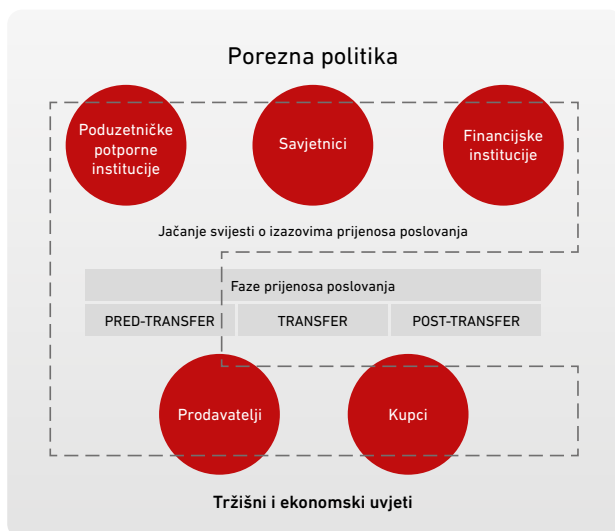 Porezna politika
Poduzetničke
potporne
institucije
Savjetnici
Financijske
institucije
Jačanje svijesti o izazovima prijenosa poslovanja
Faze prijenosa poslovanja
PRED-TRANSFER
TRANSFER
POST-TRANSFER
Prodavatelji
Kupci
Tržišni i ekonomski uvjeti